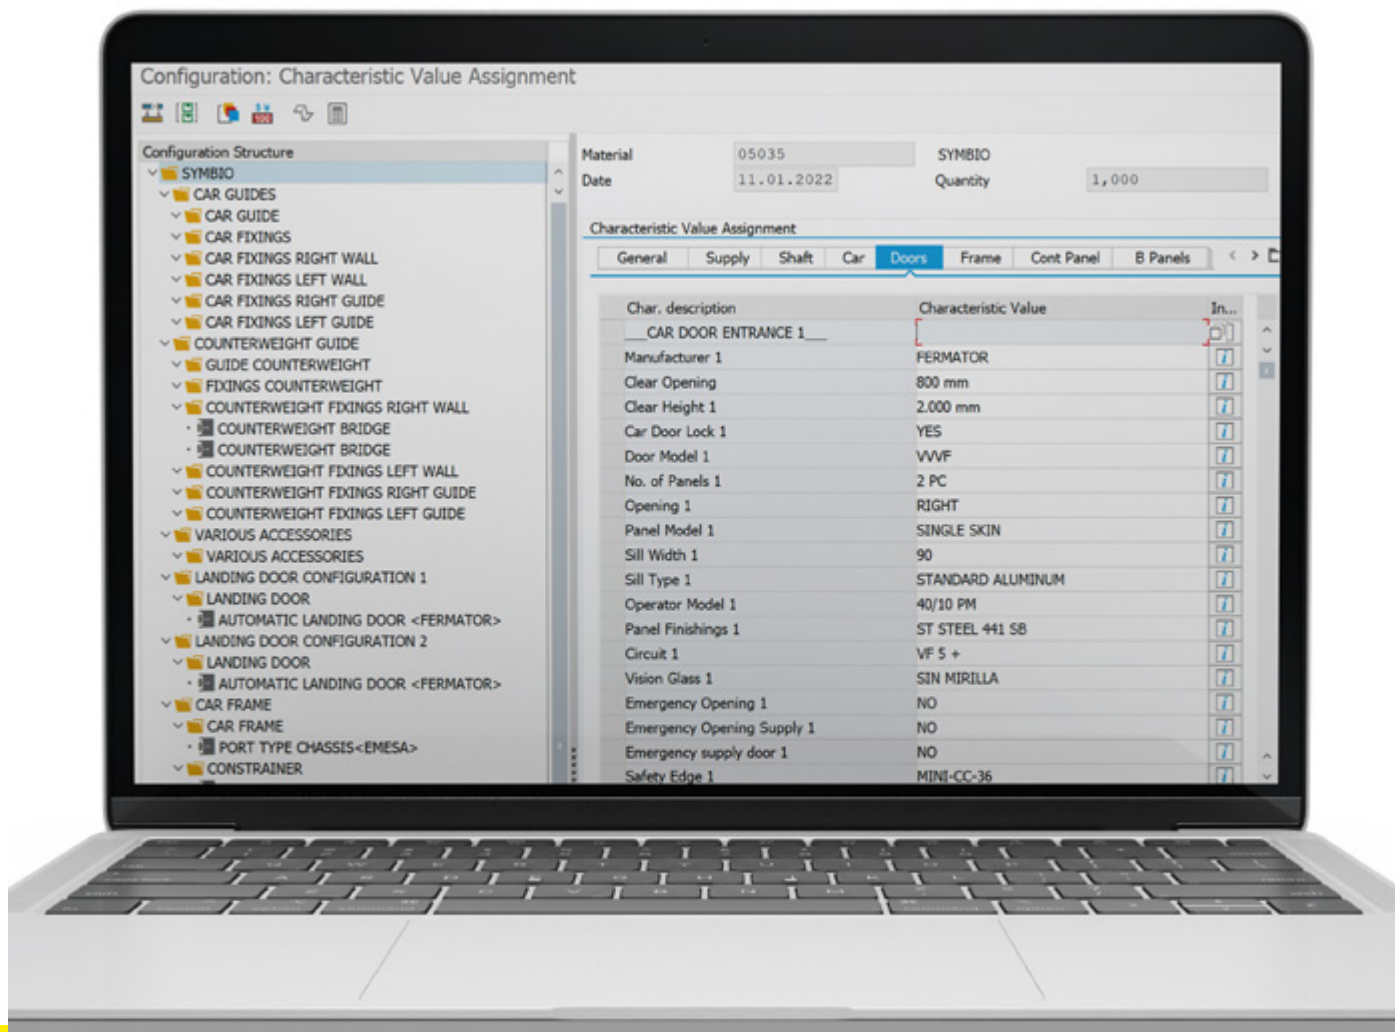 Configuration: Characteristic Value Assignment
Configuration Structure
SYMBIO
CAR GUIDES
CAR GUIDE
CAR FIXINGS
CAR FIXINGS RIGHT WALL
CAR FIXINGS LEFT WALL
CAR FIXINGS RIGHT GUIDE
CAR FIXINGS LEFT GUIDE
COUNTERWEIGHT GUIDE
GUIDE COUNTERWEIGHT
FIXINGS COUNTERWEIGHT
COUNTERWEIGHT FIXINGS RIGHT WALL
COUNTERWEIGHT BRIDGE
COUNTERWEIGHT BRIDGE
COUNTERWEIGHT FIXINGS LEFT WALL
COUNTERWEIGHT FIXINGS RIGHT GUIDE
COUNTERWEIGHT FIXINGS LEFT GUIDE
VARIOUS ACCESSORIES
VARIOUS ACCESSORIES
LANDING DOOR CONFIGURATION 1
LANDING DOOR
AUTOMATIC LANDING DOOR <FERMATOR>
LANDING DOOR CONFIGURATION 2
LANDING DOOR
AUTOMATIC LANDING DOOR <FERMATOR>
CAR FRAME
CAR FRAME
PORT TYPE CHASSIS<EMESA>
CONSTRAINER
Material 05035 SYMBIO
Date 11.01.2022 Quantity 1,000
Characteristic Value Assignment
General Supply Shaft Car Doors Frame Cont Panel B Panels
Char. description Characteristic Value In...
__CAR DOOR ENTRANCE 1__
Manufacturer 1 FERMATOR
Clear Opening 800 mm
Clear Height 1 2.000 mm
Car Door Lock 1 YES
Door Model 1 VVVF
No. of Panels 1 2 PC
Opening 1 RIGHT
Panel Model 1 SINGLE SKIN
Sill Width 1 90
Sill Type 1 STANDARD ALUMINUM
Operator Model 1 40/10 PM
Panel Finishings 1 ST STEEL 441 SB
Circuit 1 VF 5 +
Vision Glass 1 SIN MIRILLA
Emergency Opening 1 NO
Emergency Opening Supply 1 NO
Emergency supply door 1 NO
Safety Edge 1 MINI-CC-36